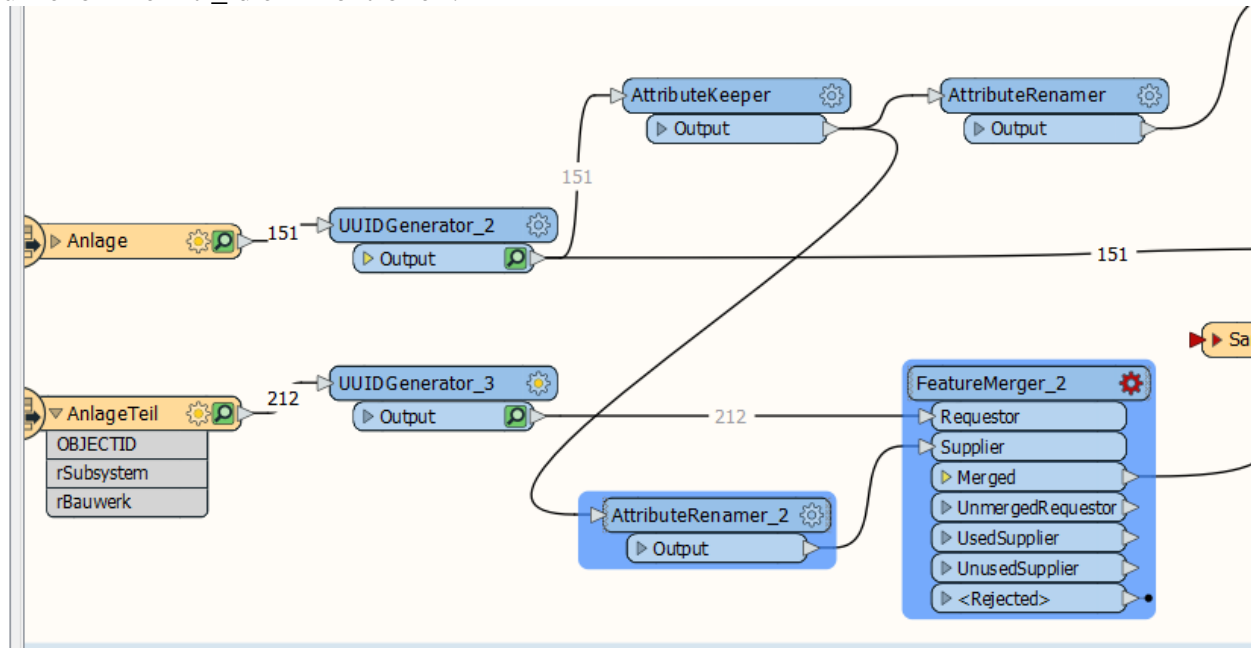 AttributeKeeper
Output
AttributeRenamer
Output
151
Anlage
151
UUIDGenerator_2
Output
151
Sa
AnlageTeil
OBJECTID
rSubsystem
rBauwerk
212
UUIDGenerator_3
Output
212
FeatureMerger_2
Requestor
Supplier
Merged
UnmergedRequestor
UsedSupplier
UnusedSupplier
<Rejected>
AttributeRenamer_2
Output